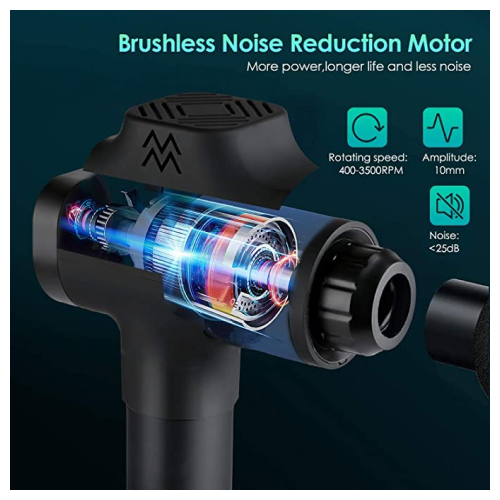 Brushless Noise Reduction Motor
More power,longer life and less noise
Rotating speed:
400-3500RPM
Amplitude:
10mm
Noise:
<25dB